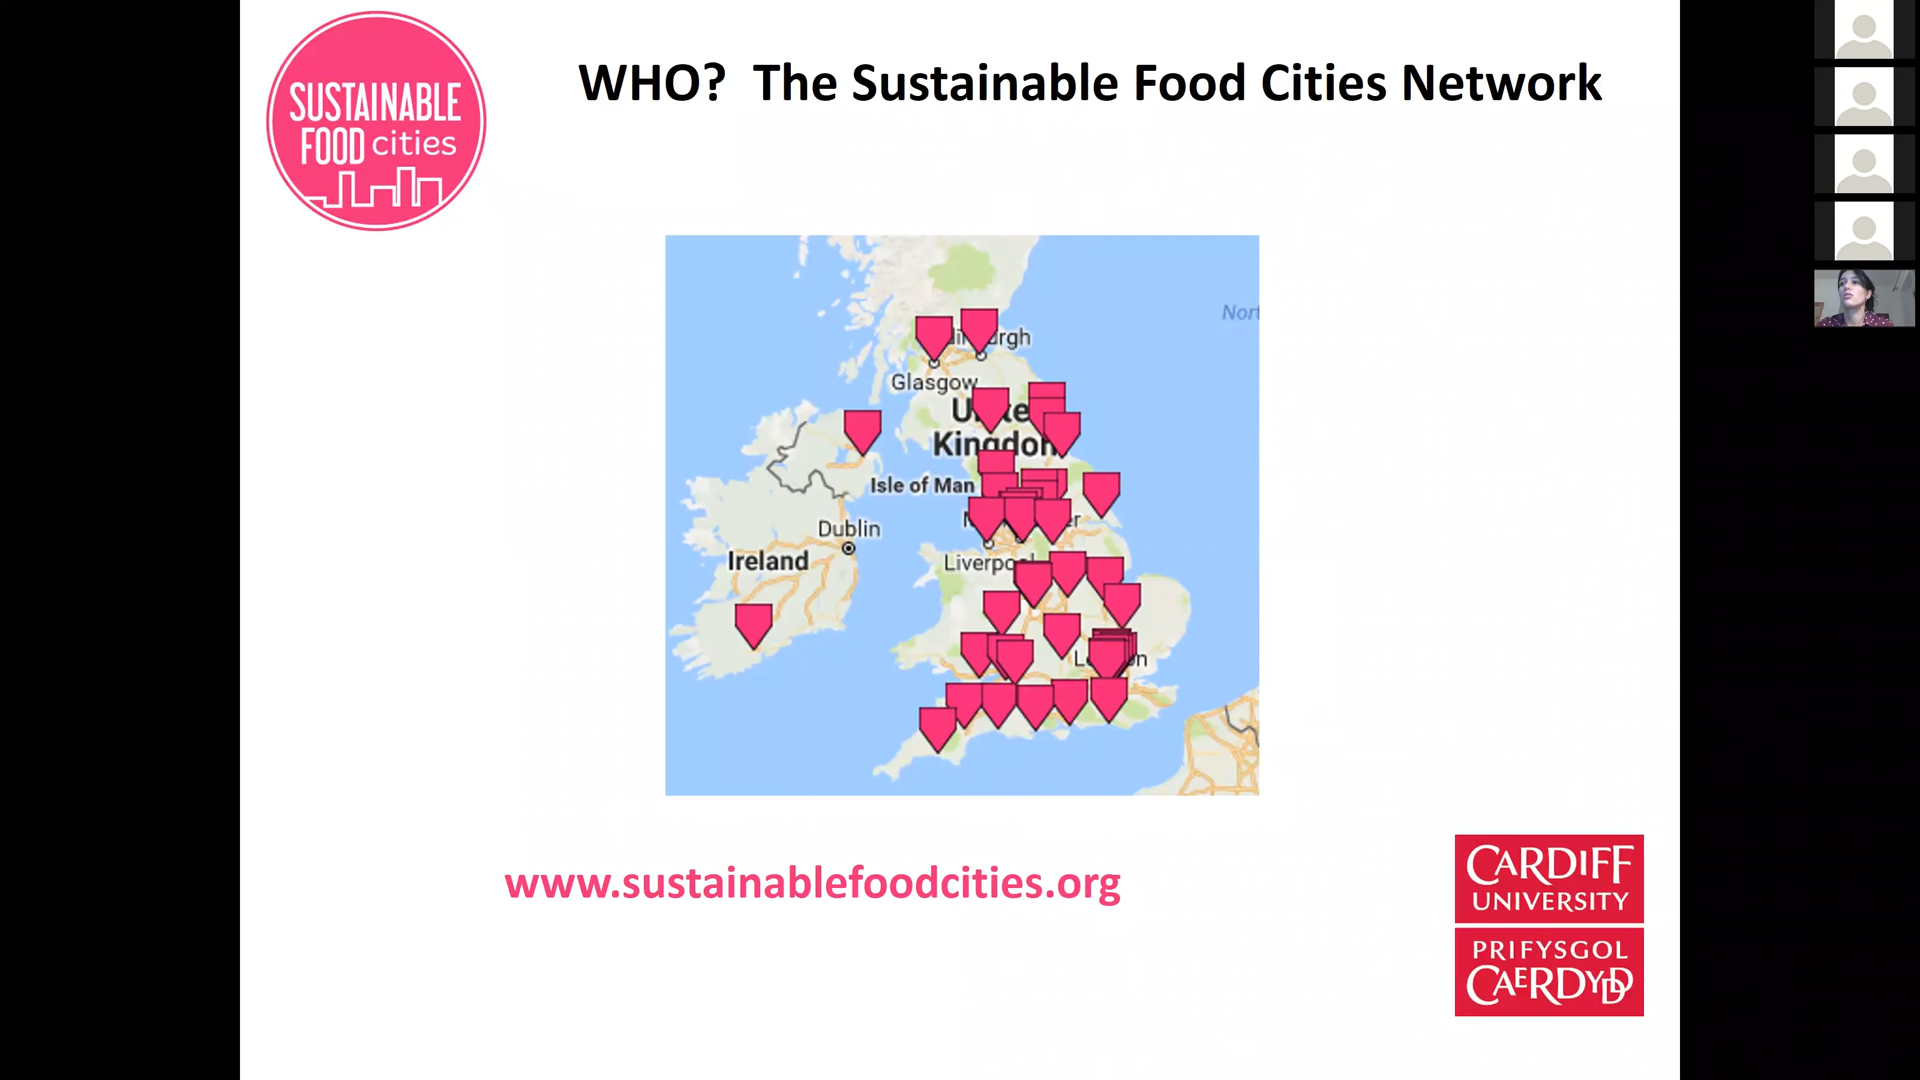 SUSTAINABLE
FOOD cities
WHO? The Sustainable Food Cities Network
Glasgow
Isle of Man
Dublin
Ireland
www.sustainablefoodcities.org
CARDIFF
UNIVERSITY
PRIFYSGOL
CAERDYDD